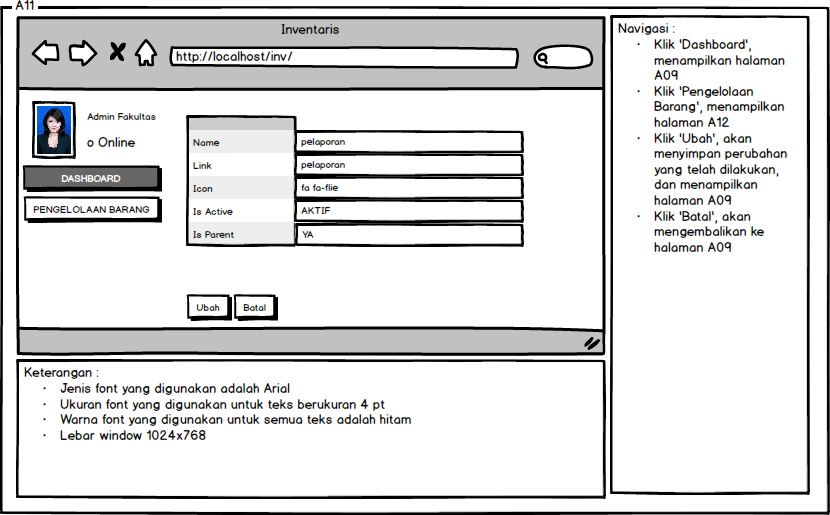 A11
Inventaris
http://localhost/inv/
Admin Fakultas
o Online
DASHBOARD
PENGELOLAAN BARANG
Name pelaporan
Link pelaporan
Icon fa fa-flie
Is Active AKTIF
Is Parent YA
Ubah Batal
Navigasi :
· Klik 'Dashboard',
menampilkan halaman
A09
· Klik 'Pengelolaan
Barang', menampilkan
halaman A12
· Klik 'Ubah', akan
menyimpan perubahan
yang telah dilakukan,
dan menampilkan
halaman A09
· Klik 'Batal', akan
mengembalikan ke
halaman A09
Keterangan :
· Jenis font yang digunakan adalah Arial
· Ukuran font yang digunakan untuk teks berukuran 4 pt
· Warna font yang digunakan untuk semua teks adalah hitam
· Lebar window 1024x768